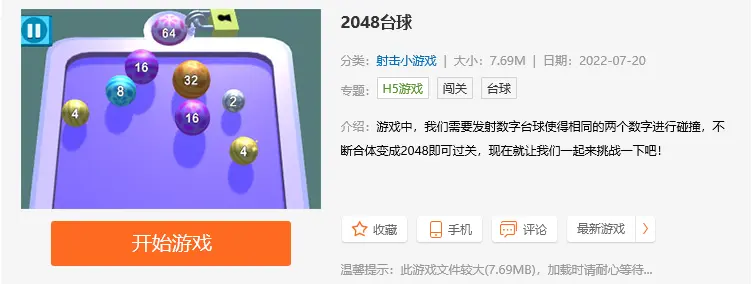 64
16
32
8
2
4
16
4
开始游戏
2048台球
分类：射击小游戏 | 大小：7.69M | 日期：2022-07-20
专题： H5游戏 闯关 台球
介绍：游戏中，我们需要发射数字台球使得相同的两个数字进行碰撞，不
断合体变成2048即可过关，现在就让我们一起来挑战一下吧！
收藏 手机 评论 最新游戏
温馨提示：此游戏文件较大(7.69MB)，加载时请耐心等待...